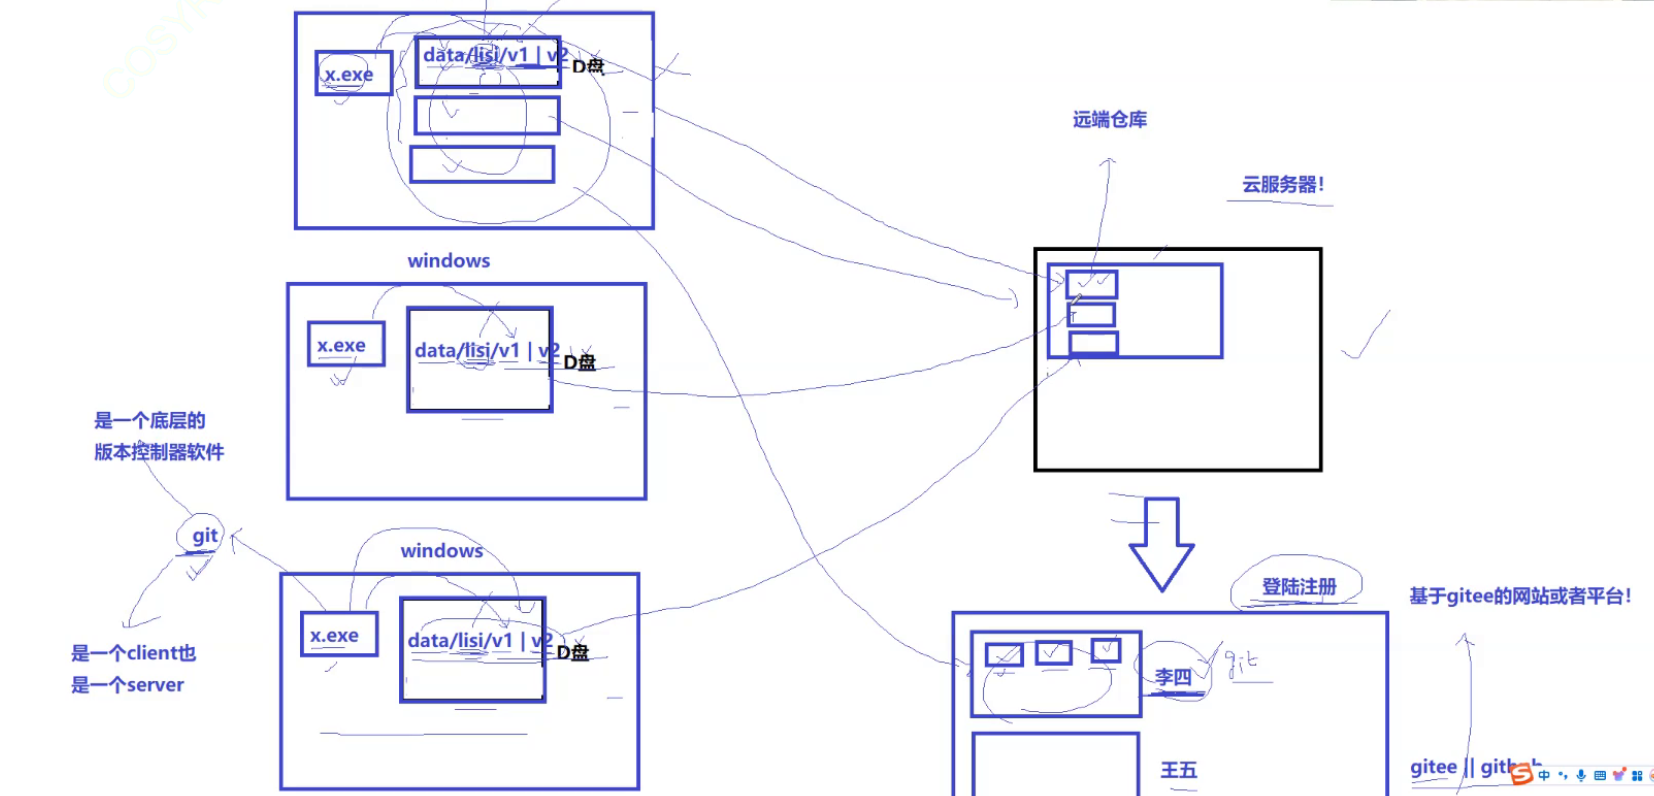 x.exe
data/lisi/v1 | v2
D盘
远端仓库
云服务器！
windows
x.exe
data/lisi/v1 | v2
D盘
是一个底层的
版本控制器软件
git
windows
x.exe
data/lisi/v1 | v2
D盘
是一个client也
是一个server
登陆注册
基于gitee的网站或者平台！
李四
git
王五
gitee || github
中